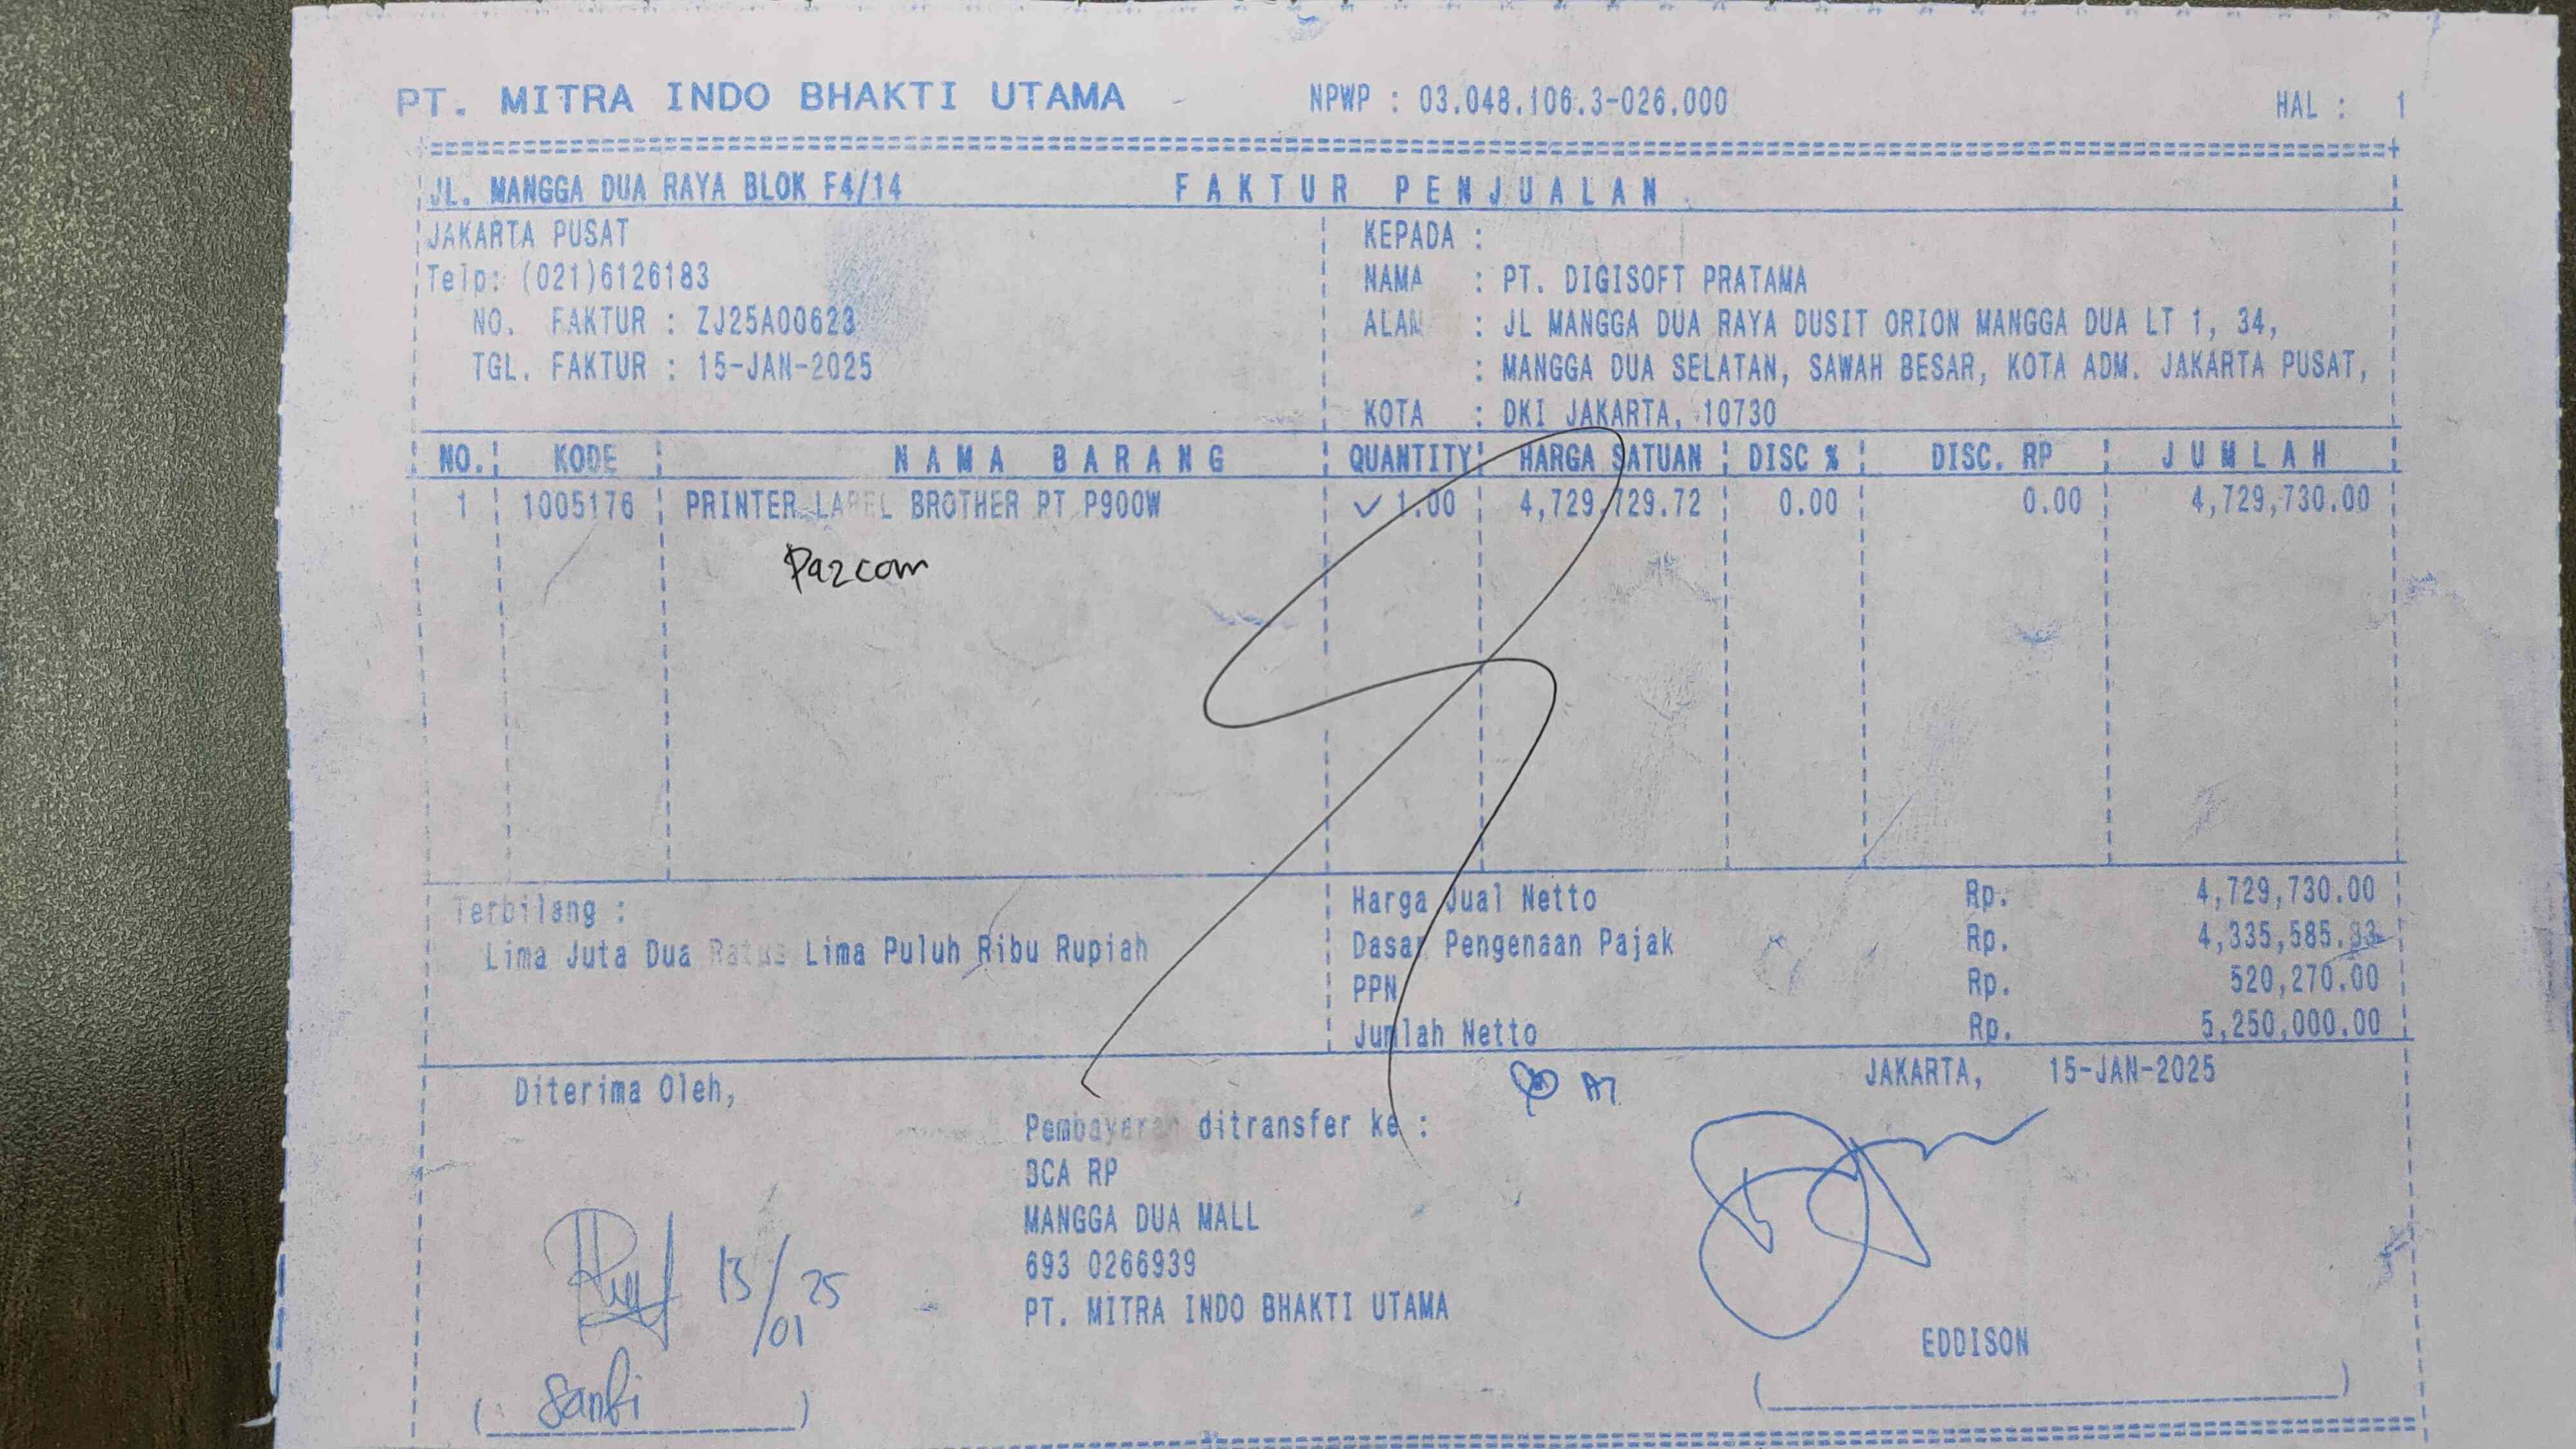 PT. MITRA INDO BHAKTI UTAMA NPWP : 03.048.106.3-026.000 HAL : 1
JL. MANGGA DUA RAYA BLOK F4/14 FAKTUR PENJUALAN
JAKARTA PUSAT
Telp: (021)6126183
NO. FAKTUR : ZJ25A00623
TGL. FAKTUR : 15-JAN-2025
KEPADA :
NAMA : PT. DIGISOFT PRATAMA
ALAM : JL MANGGA DUA RAYA DUSIT ORION MANGGA DUA LT 1, 34,
: MANGGA DUA SELATAN, SAWAH BESAR, KOTA ADM. JAKARTA PUSAT,
KOTA : DKI JAKARTA, 10730
NO. KODE NAMA BARANG QUANTITY HARGA SATUAN DISC % DISC. RP JUMLAH
1 1005176 PRINTER LABEL BROTHER PT P900W ✓ 1.00 4,729,729.72 0.00 0.00 4,729,730.00
Pazcom
Terbilang :
Lima Juta Dua Ratus Lima Puluh Ribu Rupiah
Harga Jual Netto Rp. 4,729,730.00
Dasar Pengenaan Pajak Rp. 4,335,585.83
PPN Rp. 520,270.00
Jumlah Netto Rp. 5,250,000.00
Diterima Oleh,
15/01 25
Santi
Pembayaran ditransfer ke :
BCA RP
MANGGA DUA MALL
693 0266939
PT. MITRA INDO BHAKTI UTAMA
JAKARTA, 15-JAN-2025
EDDISON